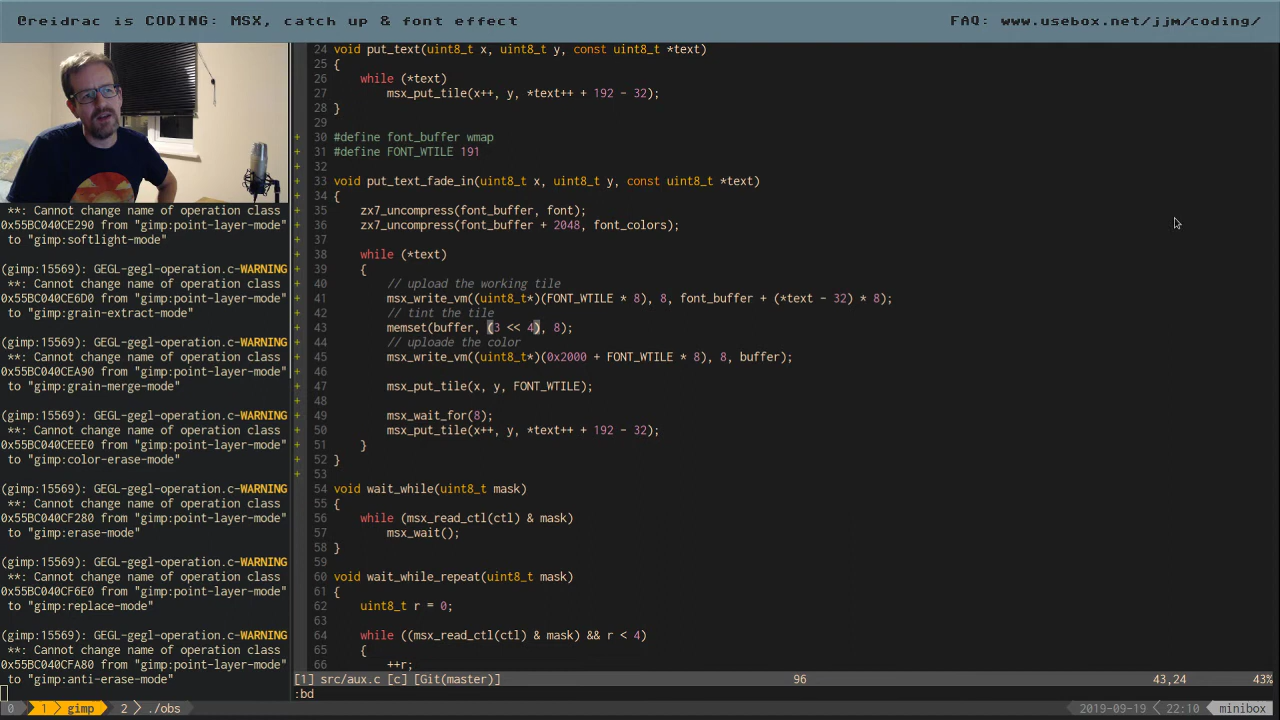 @reidrac is CODING: MSX, catch up & font effect
FAQ: www.usebox.net/jjm/coding/
**: Cannot change name of operation class
0x55BC040CE290 from "gimp:point-layer-mode"
to "gimp:softlight-mode"
(gimp:15569): GEGL-gegl-operation.c-WARNING
**: Cannot change name of operation class
0x55BC040CE6D0 from "gimp:point-layer-mode"
to "gimp:grain-extract-mode"
(gimp:15569): GEGL-gegl-operation.c-WARNING
**: Cannot change name of operation class
0x55BC040CEA90 from "gimp:point-layer-mode"
to "gimp:grain-merge-mode"
(gimp:15569): GEGL-gegl-operation.c-WARNING
**: Cannot change name of operation class
0x55BC040CEEE0 from "gimp:point-layer-mode"
to "gimp:color-erase-mode"
(gimp:15569): GEGL-gegl-operation.c-WARNING
**: Cannot change name of operation class
0x55BC040CF280 from "gimp:point-layer-mode"
to "gimp:erase-mode"
(gimp:15569): GEGL-gegl-operation.c-WARNING
**: Cannot change name of operation class
0x55BC040CF6E0 from "gimp:point-layer-mode"
to "gimp:replace-mode"
(gimp:15569): GEGL-gegl-operation.c-WARNING
**: Cannot change name of operation class
0x55BC040CFA80 from "gimp:point-layer-mode"
to "gimp:anti-erase-mode"
24 void put_text(uint8_t x, uint8_t y, const uint8_t *text)
25 {
26     while (*text)
27         msx_put_tile(x++, y, *text++ + 192 - 32);
28 }
29
+ 30 #define font_buffer wmap
+ 31 #define FONT_WTILE 191
+ 32
+ 33 void put_text_fade_in(uint8_t x, uint8_t y, const uint8_t *text)
+ 34 {
+ 35     zx7_uncompress(font_buffer, font);
+ 36     zx7_uncompress(font_buffer + 2048, font_colors);
+ 37
+ 38     while (*text)
+ 39     {
+ 40         // upload the working tile
+ 41         msx_write_vm((uint8_t*)(FONT_WTILE * 8), 8, font_buffer + (*text - 32) * 8);
+ 42         // tint the tile
+ 43         memset(buffer, (3 << 4), 8);
+ 44         // uploade the color
+ 45         msx_write_vm((uint8_t*)(0x2000 + FONT_WTILE * 8), 8, buffer);
+ 46
+ 47         msx_put_tile(x, y, FONT_WTILE);
+ 48
+ 49         msx_wait_for(8);
+ 50         msx_put_tile(x++, y, *text++ + 192 - 32);
+ 51     }
+ 52 }
+ 53
54 void wait_while(uint8_t mask)
55 {
56     while (msx_read_ctl(ctl) & mask)
57         msx_wait();
58 }
59
60 void wait_while_repeat(uint8_t mask)
61 {
62     uint8_t r = 0;
63
64     while ((msx_read_ctl(ctl) & mask) && r < 4)
65     {
66         ++r;
[1] src/aux.c [c] [Git(master)] 96 43,24 43%
:bd
0 1 gimp 2 ./obs 2019-09-19 22:10 minibox